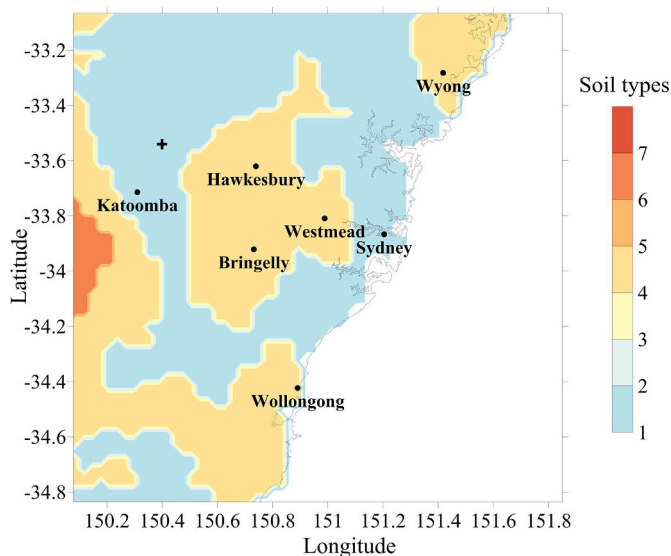 -33.2
-33.4
-33.6
-33.8
-34
-34.2
-34.4
-34.6
-34.8
Latitude
Wyong
Hawkesbury
Katoomba
Westmead
Sydney
Bringelly
Wollongong
150.2 150.4 150.6 150.8 151 151.2 151.4 151.6 151.8
Longitude
Soil types
7
6
5
4
3
2
1